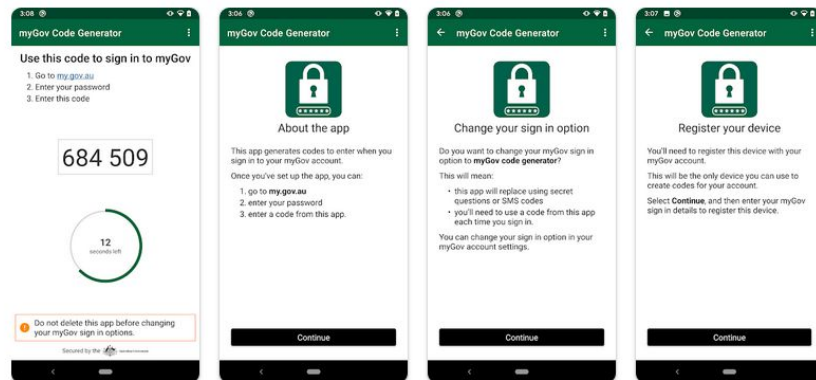 3:08
myGov Code Generator
Use this code to sign in to myGov
1. Go to my.gov.au
2. Enter your password
3. Enter this code
684 509
12
seconds left
Do not delete this app before changing
your myGov sign in options.
Secured by the
3:06
myGov Code Generator
About the app
This app generates codes to enter when you
sign in to your myGov account.
Once you've set up the app, you can:
1. go to my.gov.au
2. enter your password
3. enter a code from this app.
Continue
3:06
myGov Code Generator
Change your sign in option
Do you want to change your myGov sign in
option to myGov code generator?
This will mean:
• this app will replace using secret
questions or SMS codes
• you'll need to use a code from this app
each time you sign in.
You can change your sign in option in your
myGov account settings.
Continue
3:07
myGov Code Generator
Register your device
You'll need to register this device with your
myGov account.
This will be the only device you can use to
create codes for your account.
Select Continue, and then enter your myGov
sign in details to register this device.
Continue